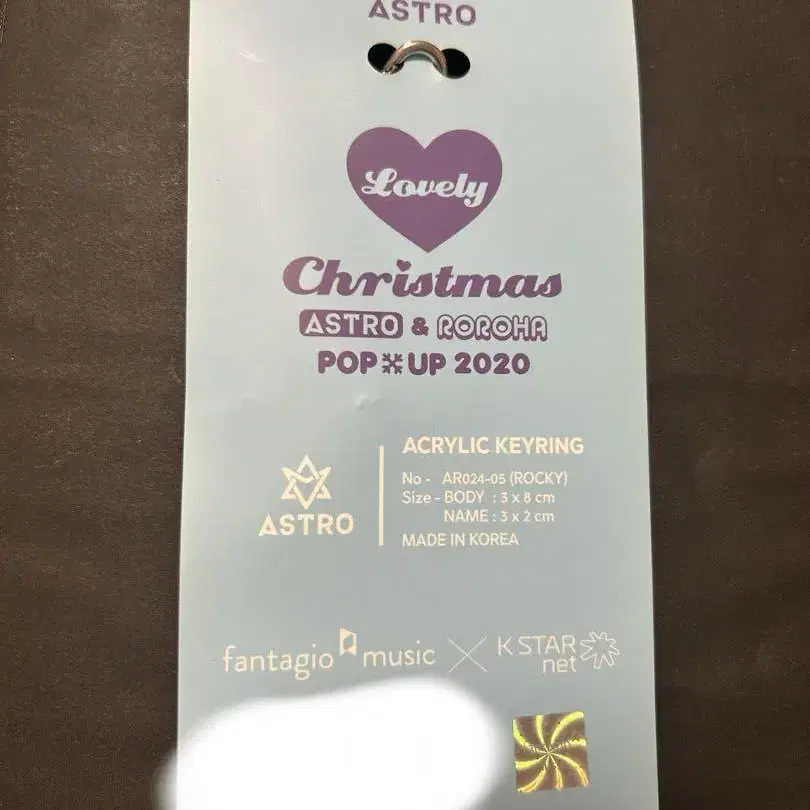 ASTRO
Lovely
Christmas
ASTRO & ROROHA
POP UP 2020
ACRYLIC KEYRING
No - AR024-05 (ROCKY)
Size - BODY : 3 x 8 cm
NAME : 3 x 2 cm
MADE IN KOREA
ASTRO
fantagio music
K STAR
net